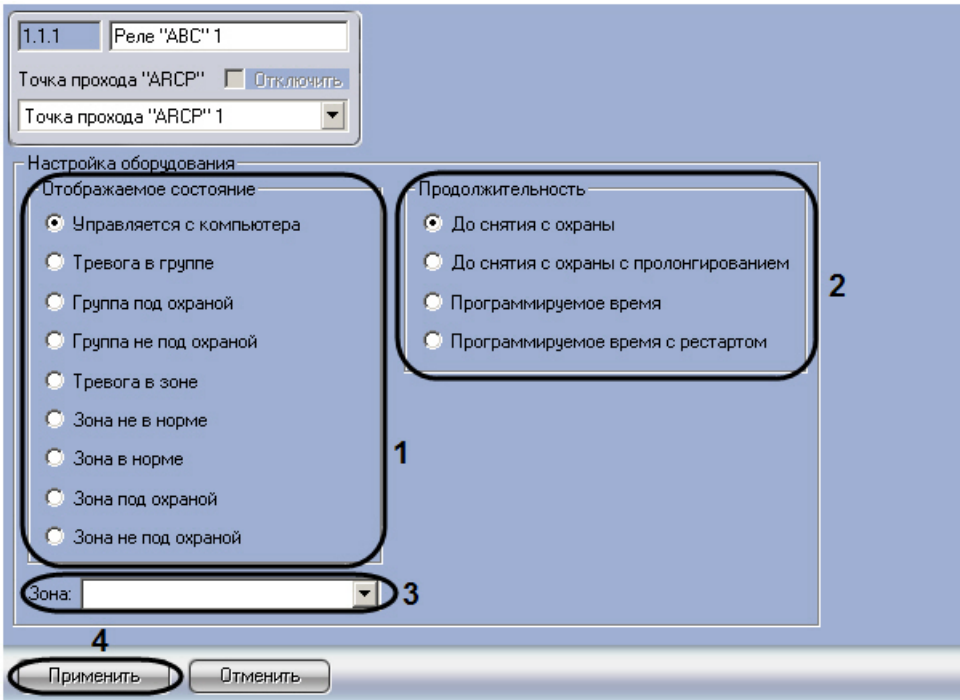 1.1.1 Реле "АВС" 1
Точка прохода "ARCP" Отключить
Точка прохода "ARCP" 1
Настройка оборудования
Отображаемое состояние
Управляется с компьютера
Тревога в группе
Группа под охраной
Группа не под охраной
Тревога в зоне
Зона не в норме
Зона в норме
Зона под охраной
Зона не под охраной
1
Продолжительность
До снятия с охраны
До снятия с охраны с пролонгированием
Программируемое время
Программируемое время с рестартом
2
Зона:
3
4
Применить Отменить